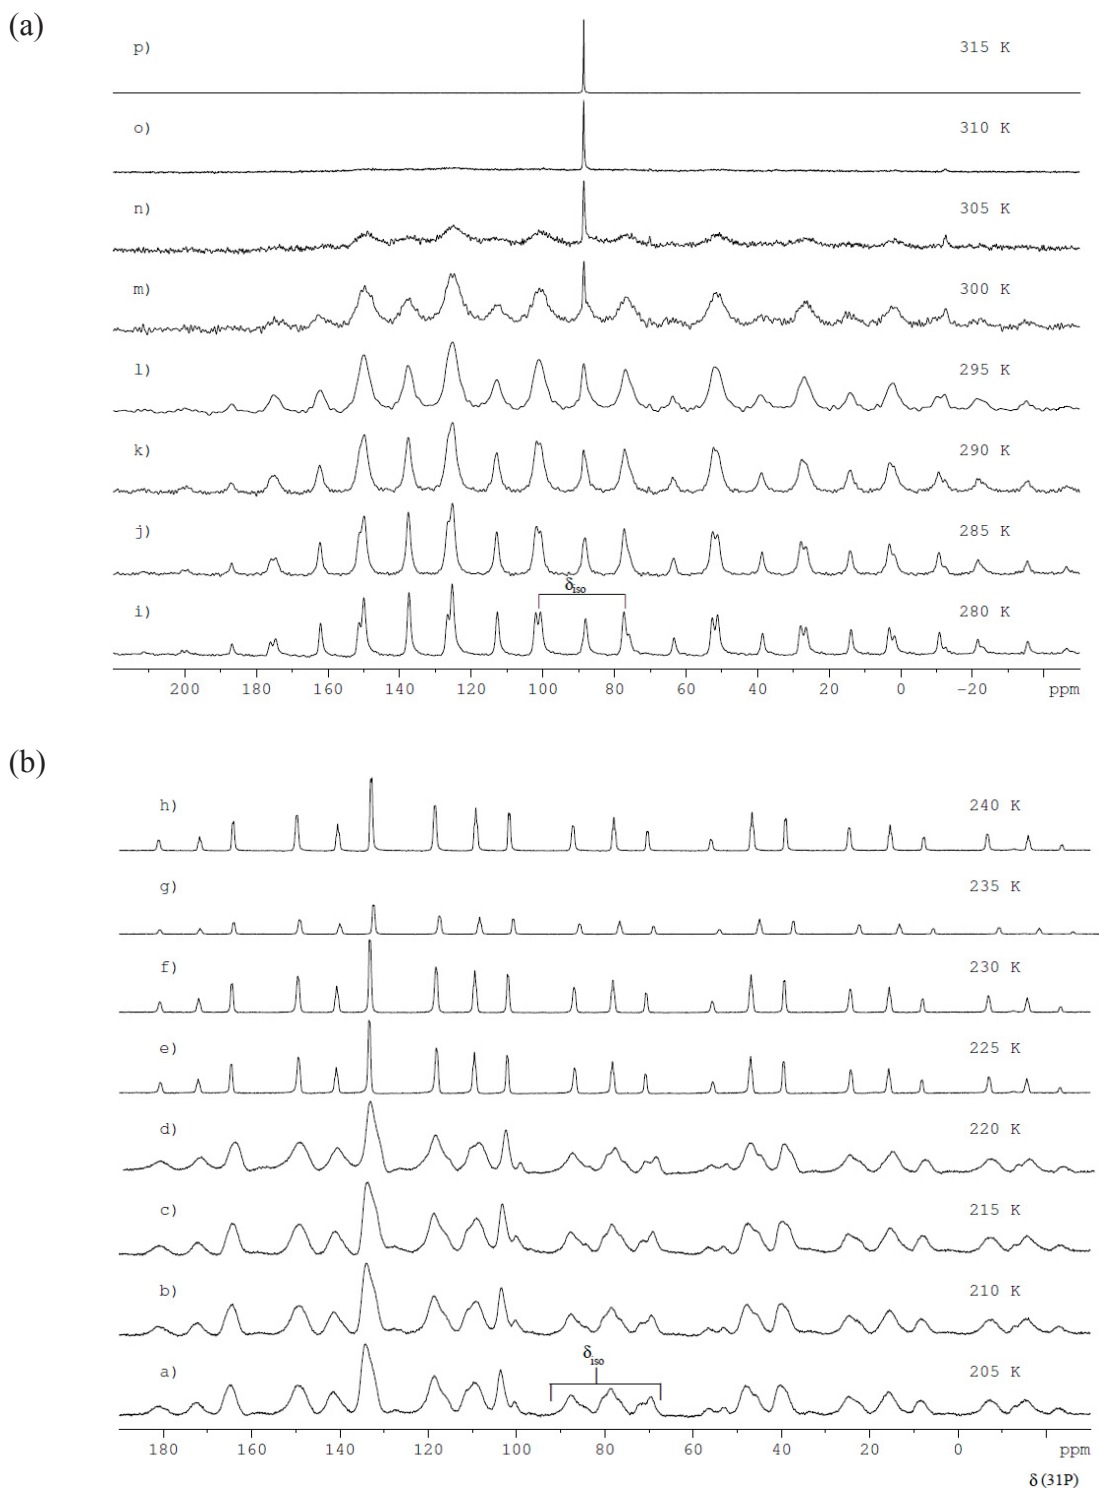 (a)
p) 315 K
o) 310 K
n) 305 K
m) 300 K
l) 295 K
k) 290 K
j) 285 K
δiso
i) 280 K
200 180 160 140 120 100 80 60 40 20 0 −20 ppm
(b)
h) 240 K
g) 235 K
f) 230 K
e) 225 K
d) 220 K
c) 215 K
b) 210 K
δiso
a) 205 K
180 160 140 120 100 80 60 40 20 0 ppm
δ (31P)